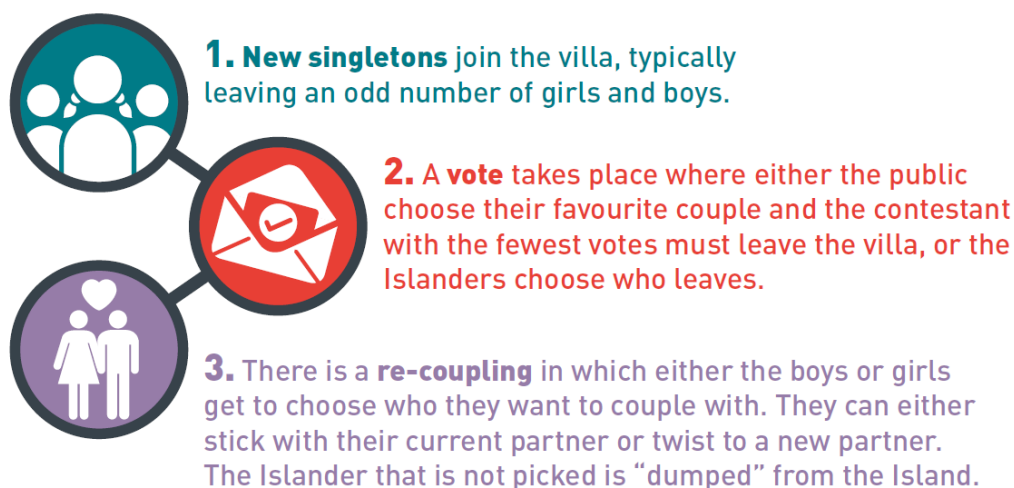 1. New singletons join the villa, typically
leaving an odd number of girls and boys.
2. A vote takes place where either the public
choose their favourite couple and the contestant
with the fewest votes must leave the villa, or the
Islanders choose who leaves.
3. There is a re-coupling in which either the boys or girls
get to choose who they want to couple with. They can either
stick with their current partner or twist to a new partner.
The Islander that is not picked is “dumped” from the Island.